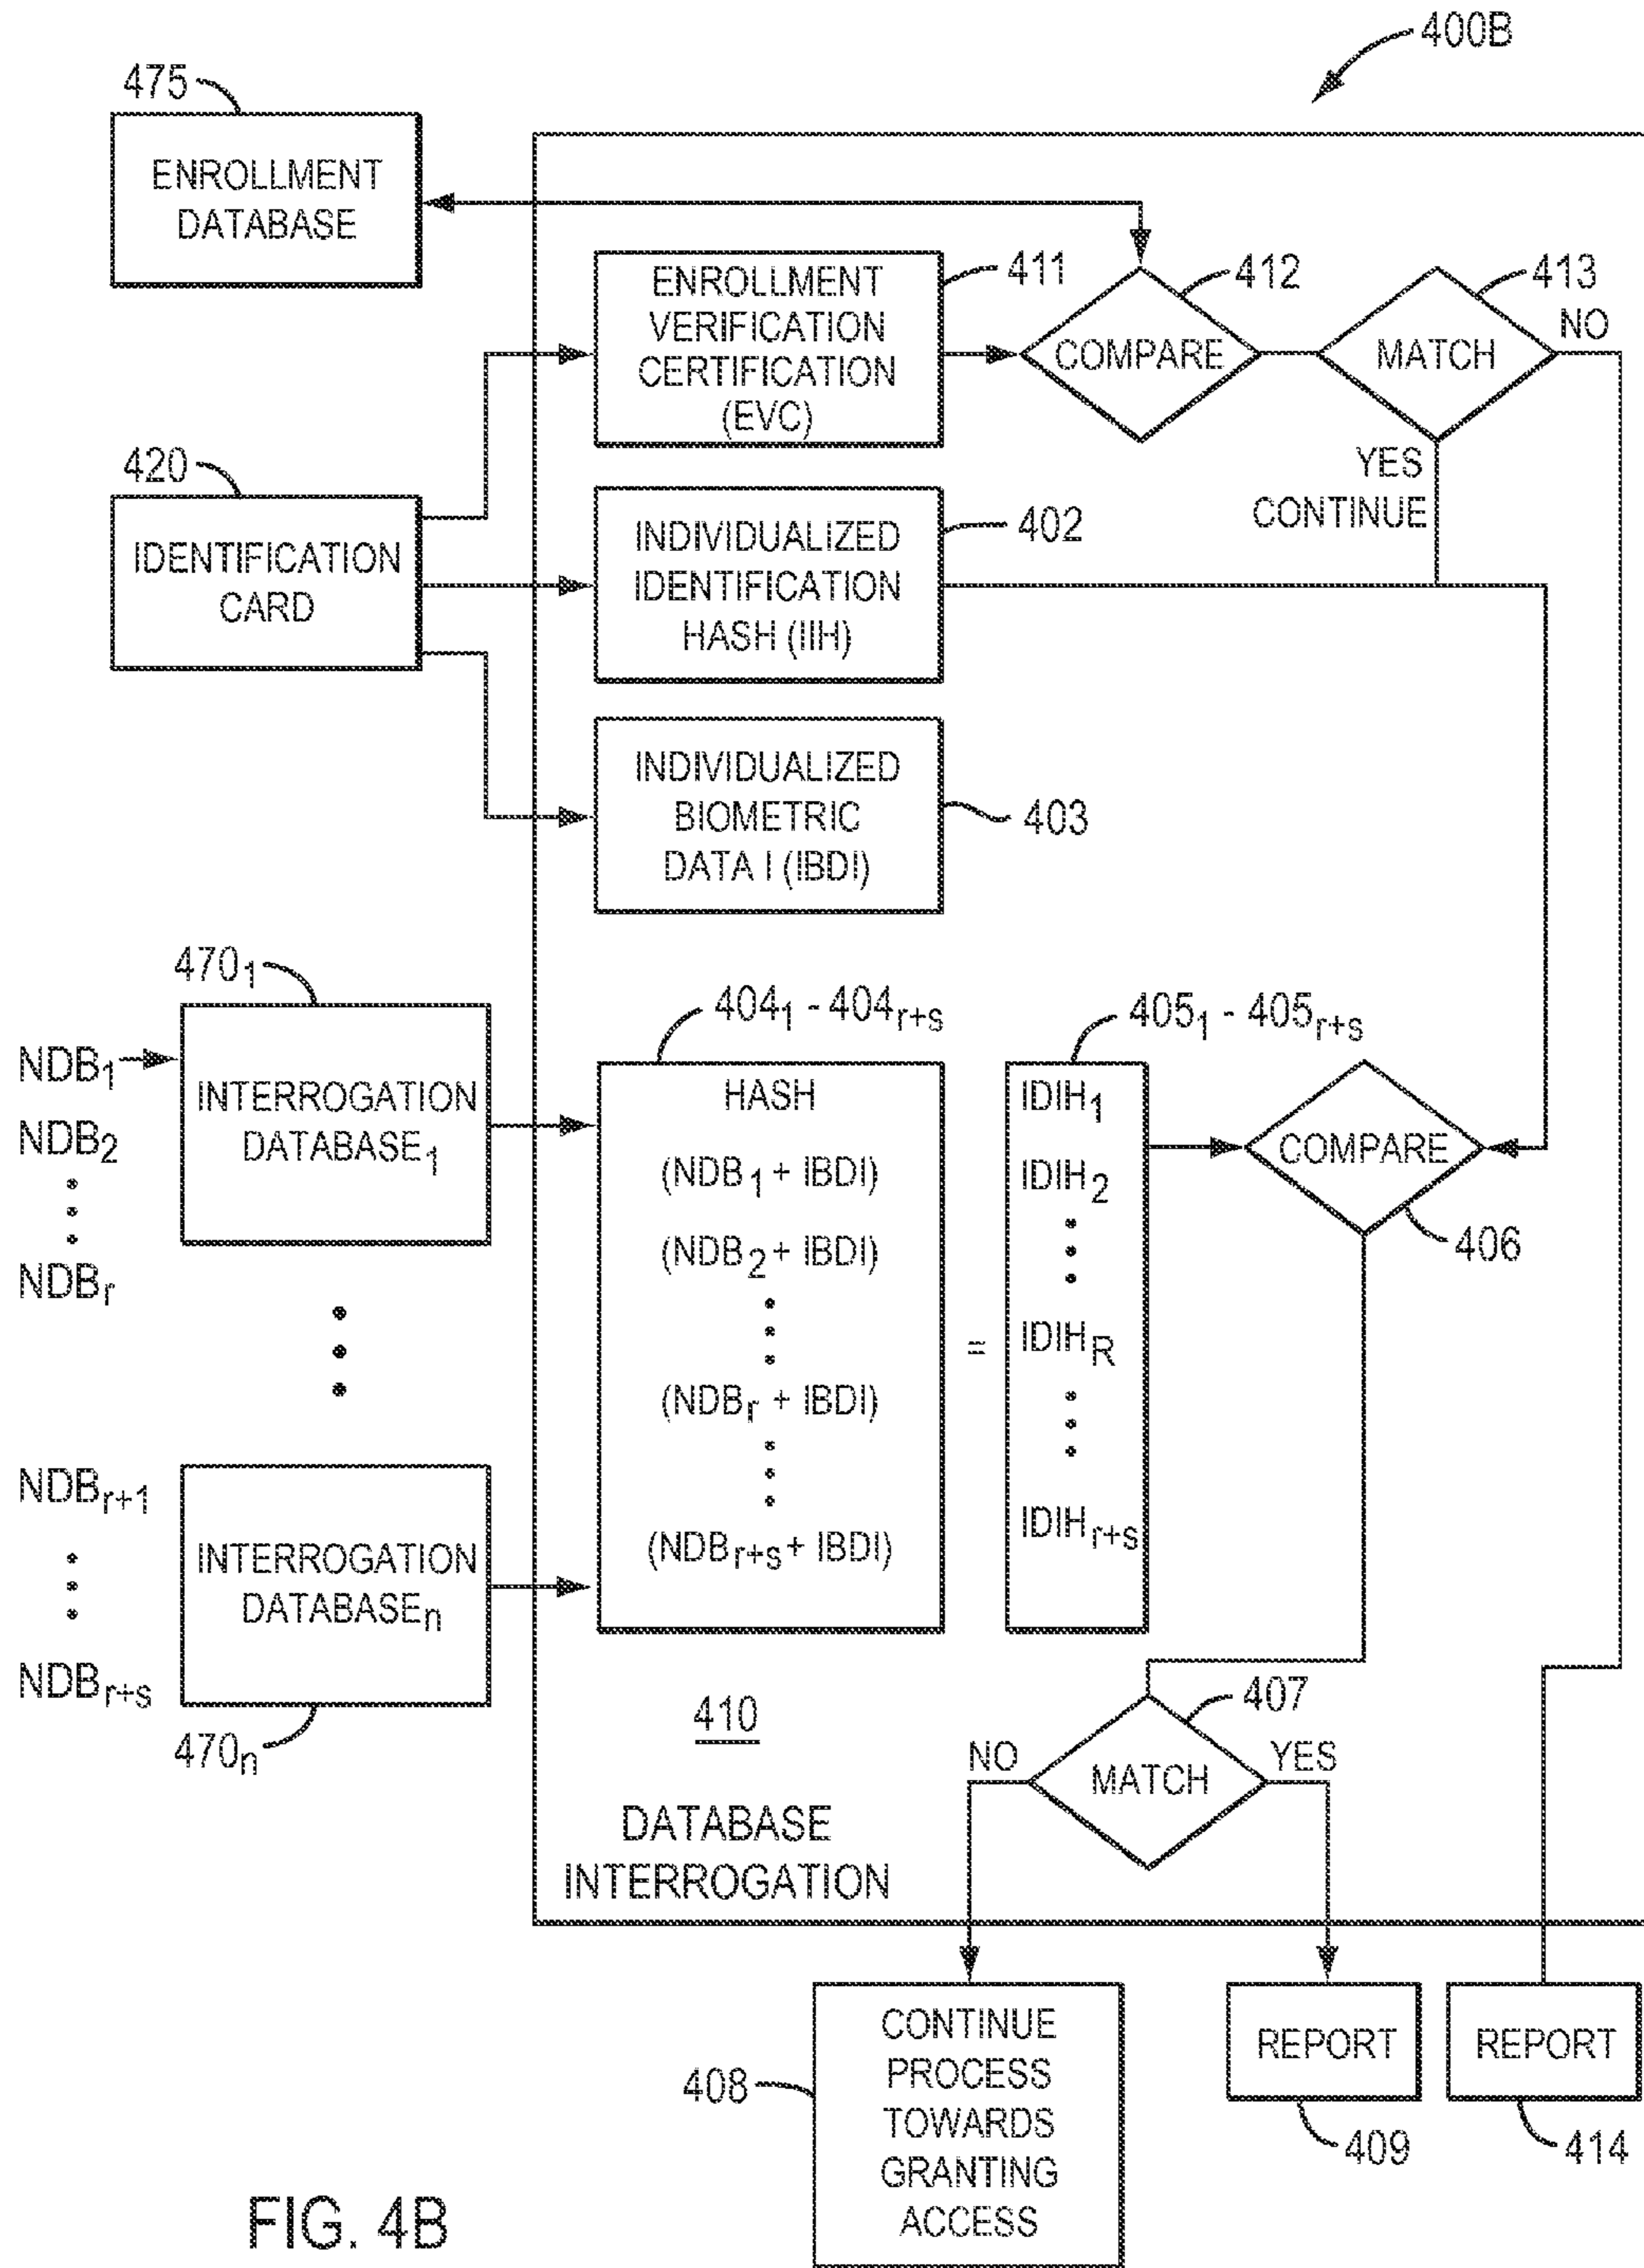 400B
475
ENROLLMENT
DATABASE
ENROLLMENT
VERIFICATION
CERTIFICATION
(EVC)
411
COMPARE
412
MATCH
413
NO
YES
CONTINUE
420
IDENTIFICATION
CARD
INDIVIDUALIZED
IDENTIFICATION
HASH (IIH)
402
INDIVIDUALIZED
BIOMETRIC
DATA I (IBDI)
403
470₁
NDB₁
NDB₂
NDBᵣ
INTERROGATION
DATABASE₁
404₁ - 404ᵣ₊ₛ
HASH
(NDB₁ + IBDI)
(NDB₂ + IBDI)
(NDBᵣ + IBDI)
(NDBᵣ₊ₛ + IBDI)
=
405₁ - 405ᵣ₊ₛ
IDIH₁
IDIH₂
IDIH_R
IDIHᵣ₊ₛ
COMPARE
406
NDBᵣ₊₁
NDBᵣ₊ₛ
INTERROGATION
DATABASEₙ
470ₙ
410
DATABASE
INTERROGATION
407
NO
MATCH
YES
408
CONTINUE
PROCESS
TOWARDS
GRANTING
ACCESS
REPORT
409
REPORT
414
FIG. 4B